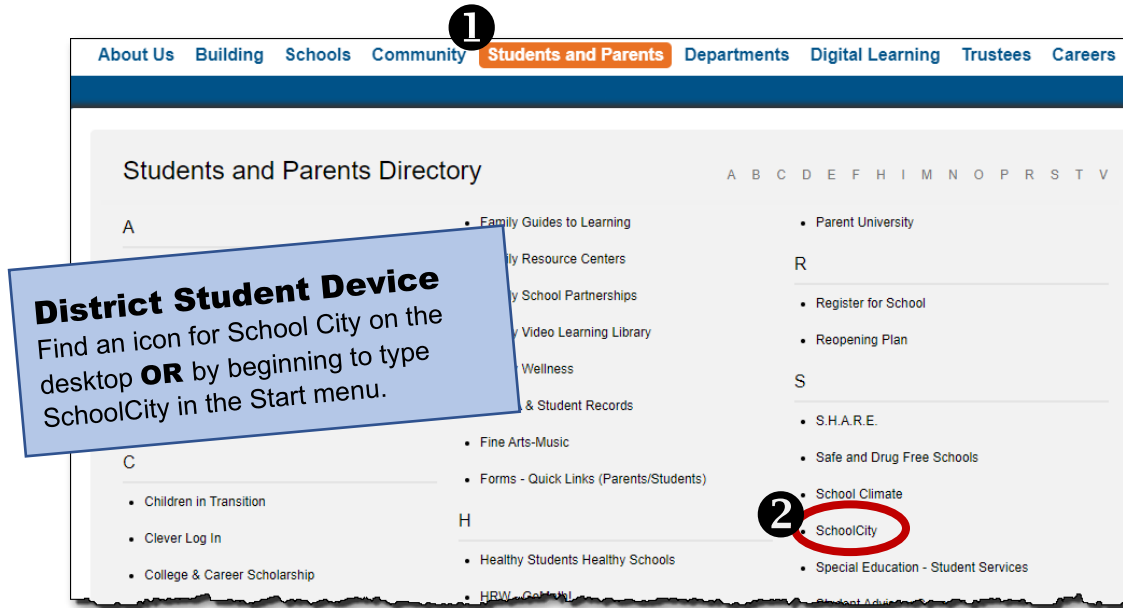 1
About Us Building Schools Community Students and Parents Departments Digital Learning Trustees Careers
Students and Parents Directory
A B C D E F H I M N O P R S T V
A
District Student Device
Find an icon for School City on the
desktop OR by beginning to type
SchoolCity in the Start menu.
C
• Children in Transition
• Clever Log In
• College & Career Scholarship
• Family Guides to Learning
Resource Centers
School Partnerships
Video Learning Library
Wellness
& Student Records
• Fine Arts-Music
• Forms - Quick Links (Parents/Students)
H
• Healthy Students Healthy Schools
• HRW - GoMath!
• Parent University
R
• Register for School
• Reopening Plan
S
• S.H.A.R.E.
• Safe and Drug Free Schools
• School Climate
2
• SchoolCity
• Special Education - Student Services